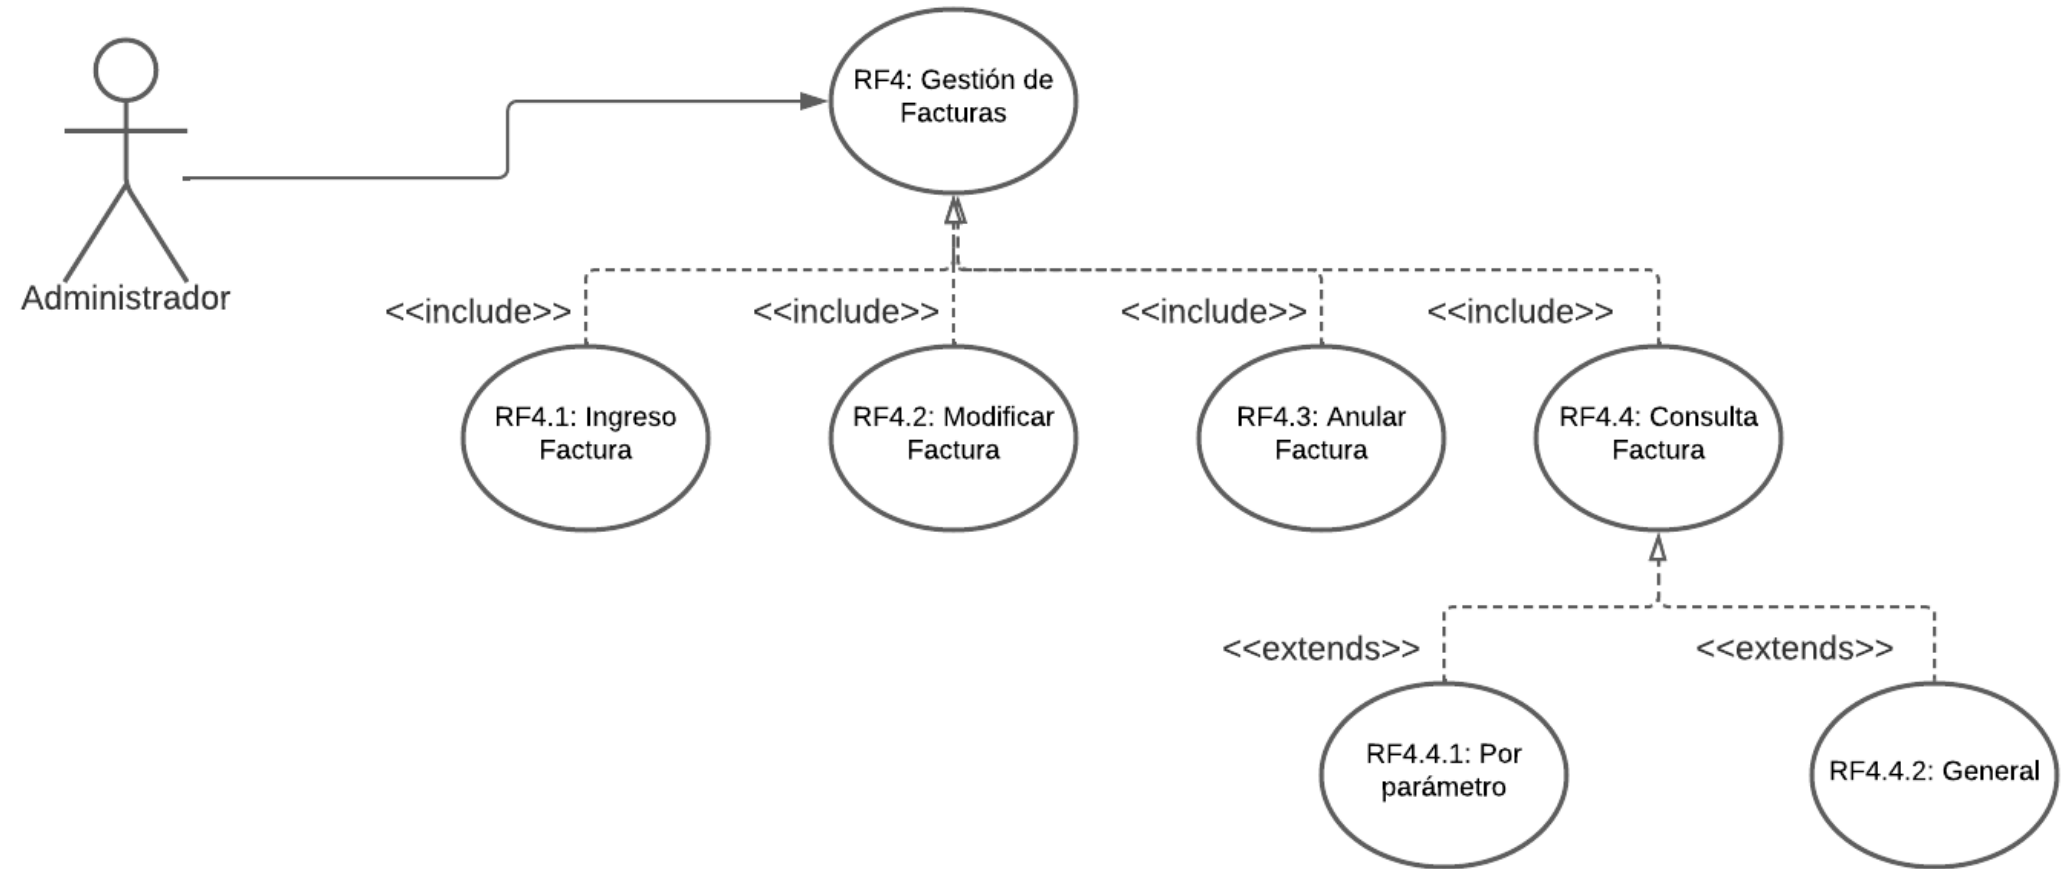 RF4: Gestión de
Facturas
Administrador
<<include>>
<<include>>
<<include>>
<<include>>
RF4.1: Ingreso
Factura
RF4.2: Modificar
Factura
RF4.3: Anular
Factura
RF4.4: Consulta
Factura
<<extends>>
<<extends>>
RF4.4.1: Por
parámetro
RF4.4.2: General